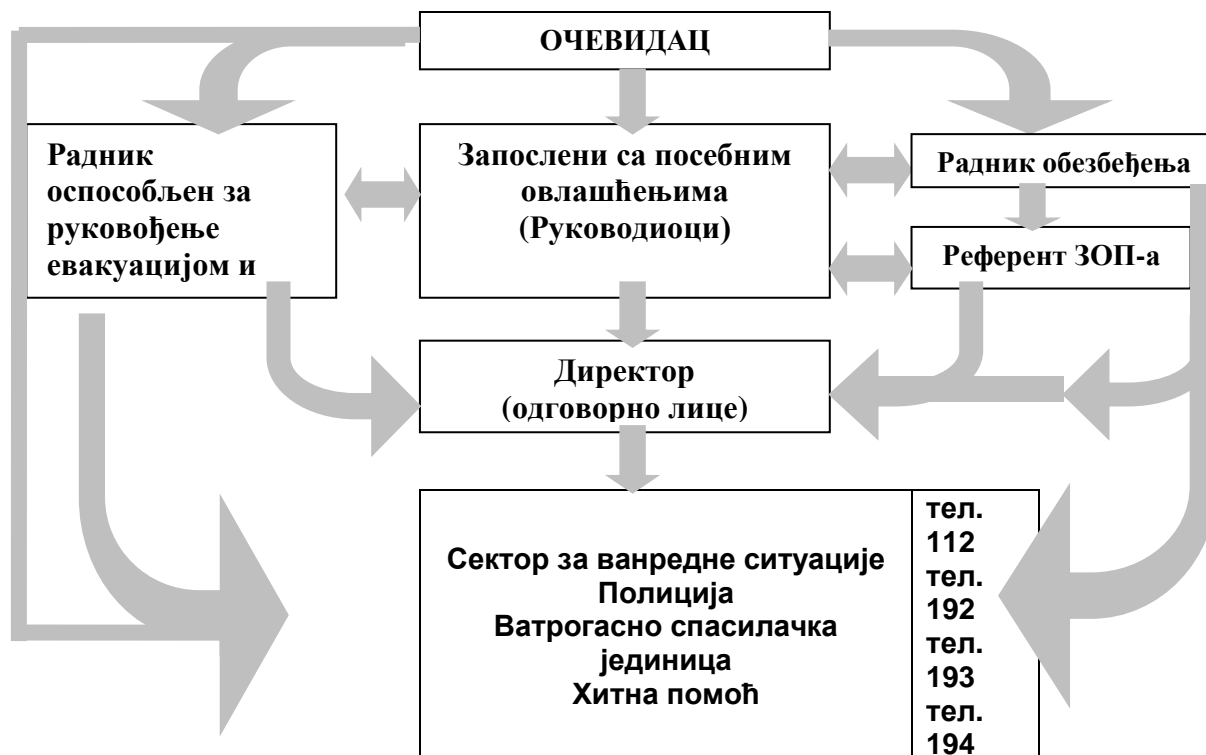 ОЧЕВИДАЦ
Радник
оспособљен за
руковођење
евакуацијом и
Запослени са посебним
овлашћењима
(Руководиоци)
Радник обезбеђења
Референт ЗОП-а
Директор
(одговорно лице)
Сектор за ванредне ситуације
Полиција
Ватрогасно спасилачка
јединица
Хитна помоћ
тел.
112
тел.
192
тел.
193
тел.
194